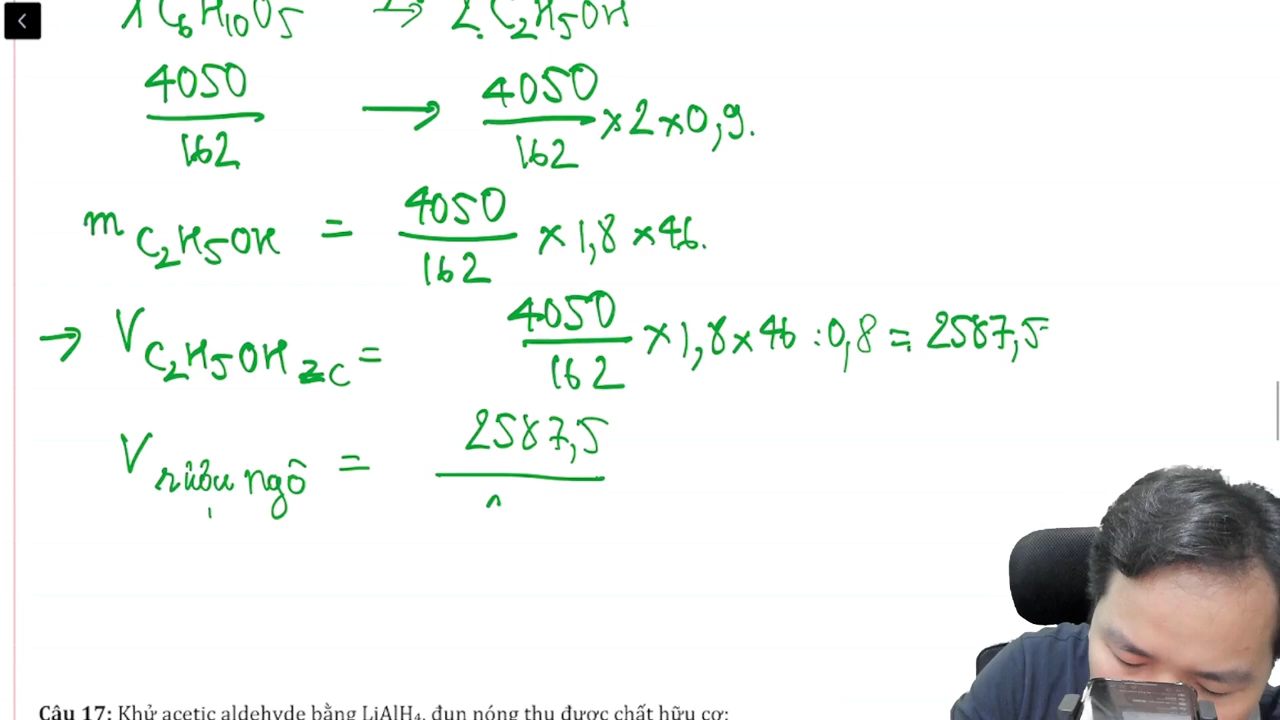 1 C6H10O5 → 2. C2H5OH
4050/162 → 4050/162 × 2 × 0,9.
m C2H5OH = 4050/162 × 1,8 × 46.
→ V C2H5OH = 4050/162 × 1,8 × 46 : 0,8 = 2587,5
V rượu ngô = 2587,5
Câu 17: Khử acetic aldehyde bằng LiAlH4, đun nóng thu được chất hữu cơ: